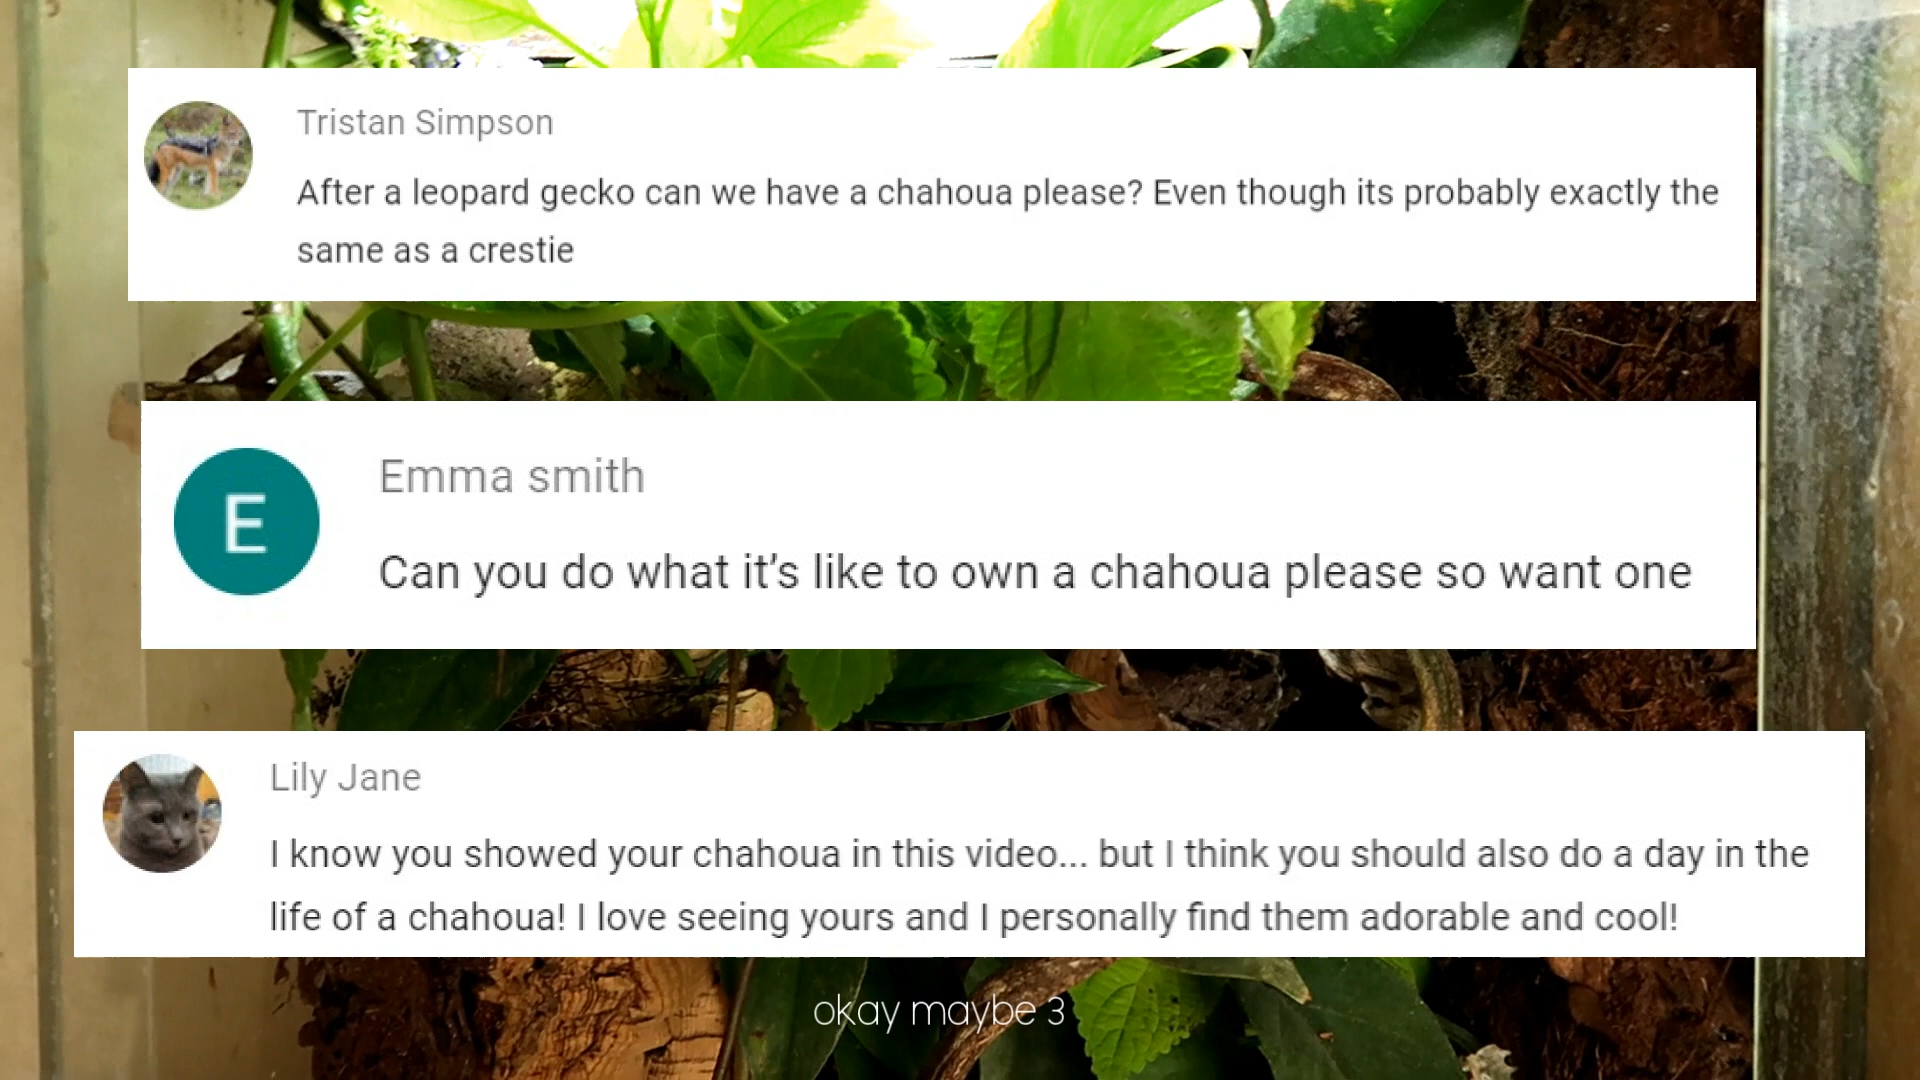 Tristan Simpson
After a leopard gecko can we have a chahoua please? Even though its probably exactly the
same as a crestie
E
Emma smith
Can you do what it's like to own a chahoua please so want one
Lily Jane
I know you showed your chahoua in this video... but I think you should also do a day in the
life of a chahoua! I love seeing yours and I personally find them adorable and cool!
okay maybe 3